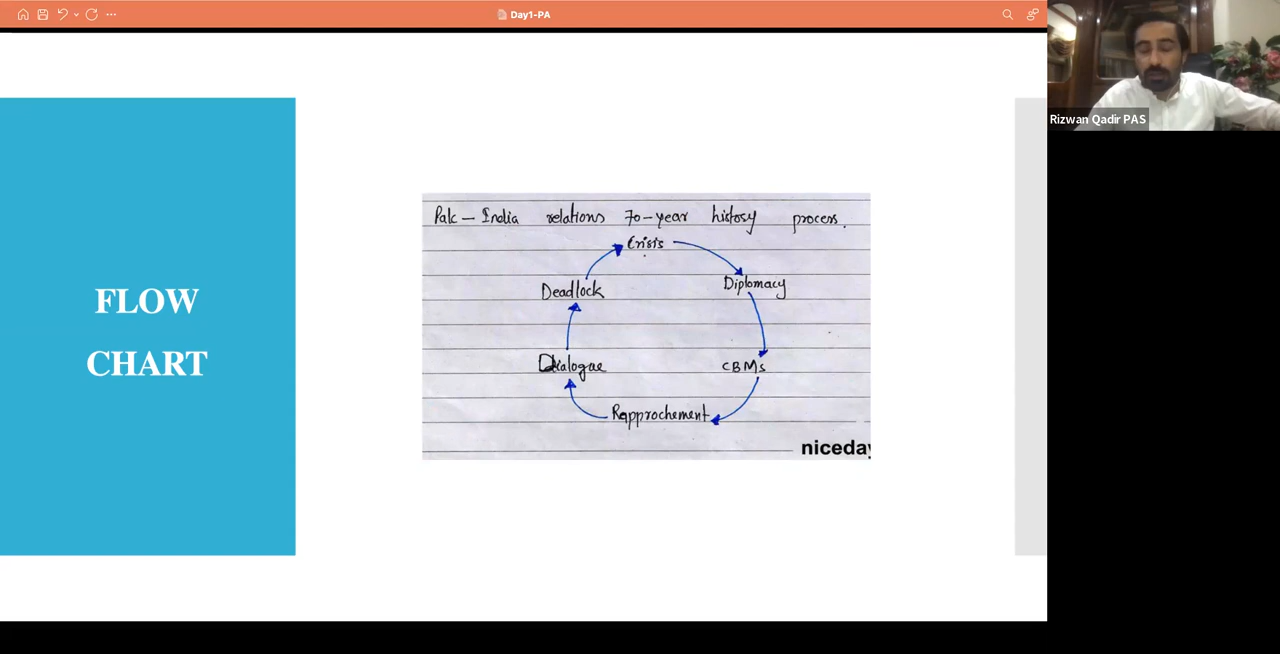 Day1-PA
Rizwan Qadir PAS
FLOW
CHART
Pak - India relations 70-year history process.
Crisis
Diplomacy
CBMs
Rapprochement
Dialogue
Deadlock
niceday